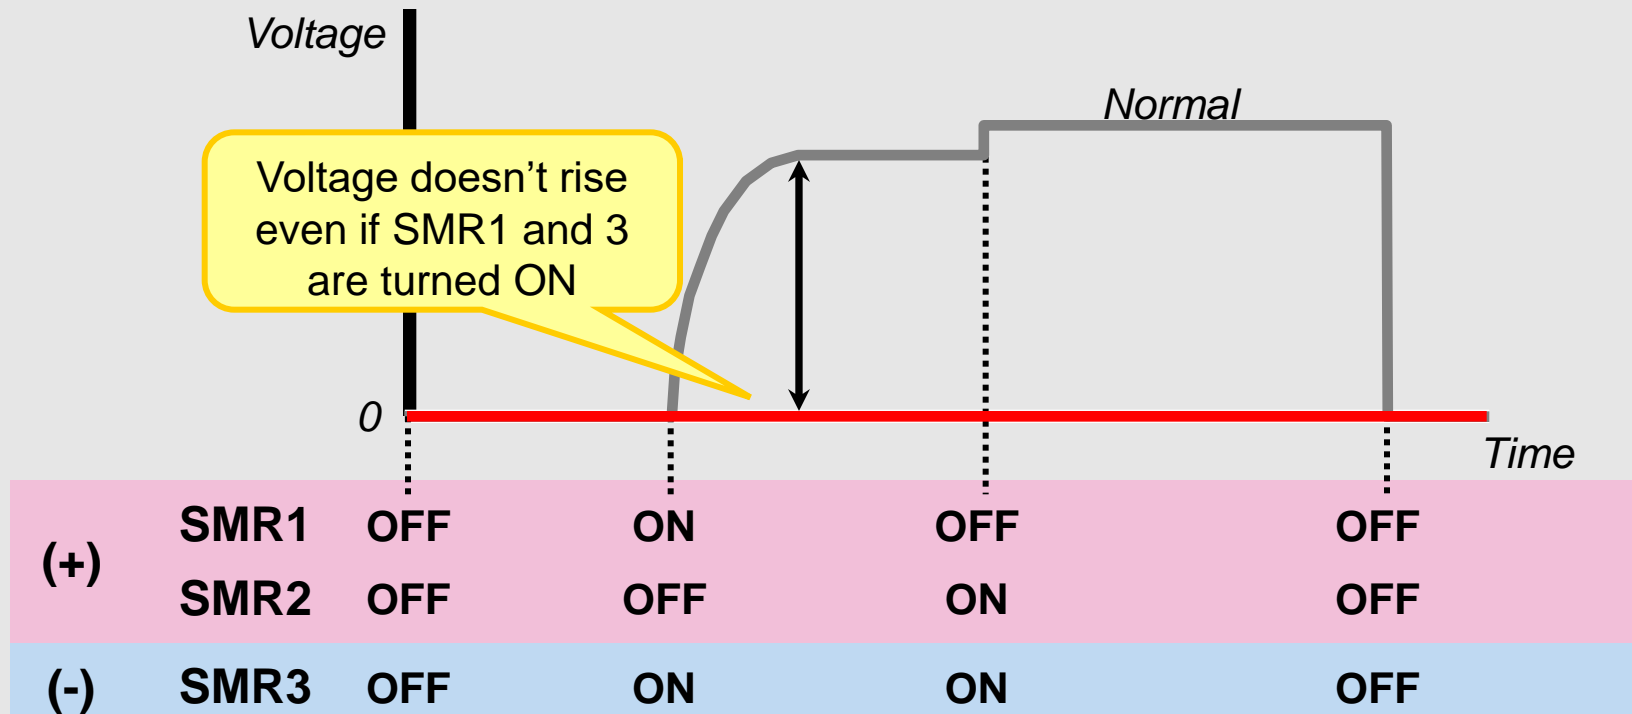 Voltage
Normal
Voltage doesn’t rise
even if SMR1 and 3
are turned ON
0
Time
(+)
SMR1 OFF ON OFF OFF
SMR2 OFF OFF ON OFF
(-) SMR3 OFF ON ON OFF